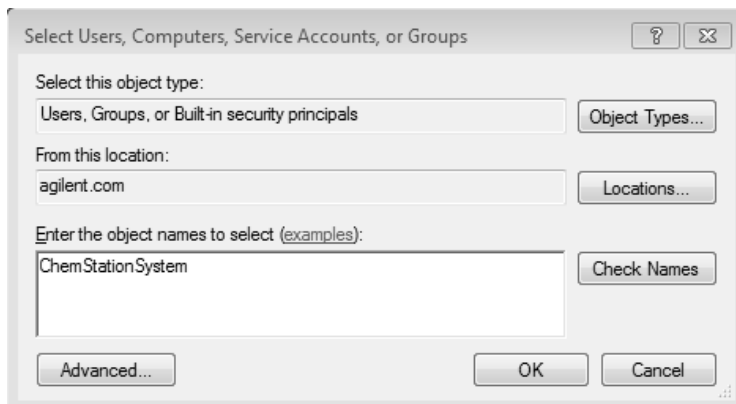 Select Users, Computers, Service Accounts, or Groups
Select this object type:
Users, Groups, or Built-in security principals
Object Types...
From this location:
agilent.com
Locations...
Enter the object names to select (examples):
ChemStationSystem
Check Names
Advanced...
OK
Cancel